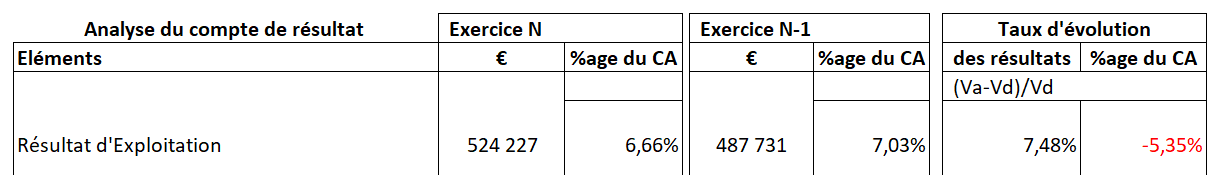 Analyse du compte de résultat Exercice N Exercice N-1 Taux d'évolution
Eléments € %age du CA € %age du CA des résultats %age du CA
(Va-Vd)/Vd
Résultat d'Exploitation 524 227 6,66% 487 731 7,03% 7,48% -5,35%